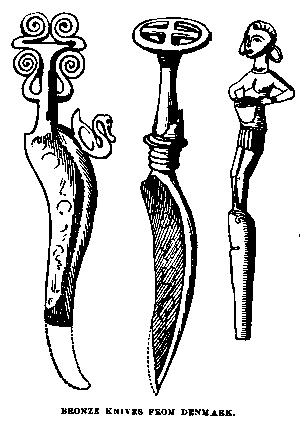 BRONZE KNIVES FROM DENMARK.